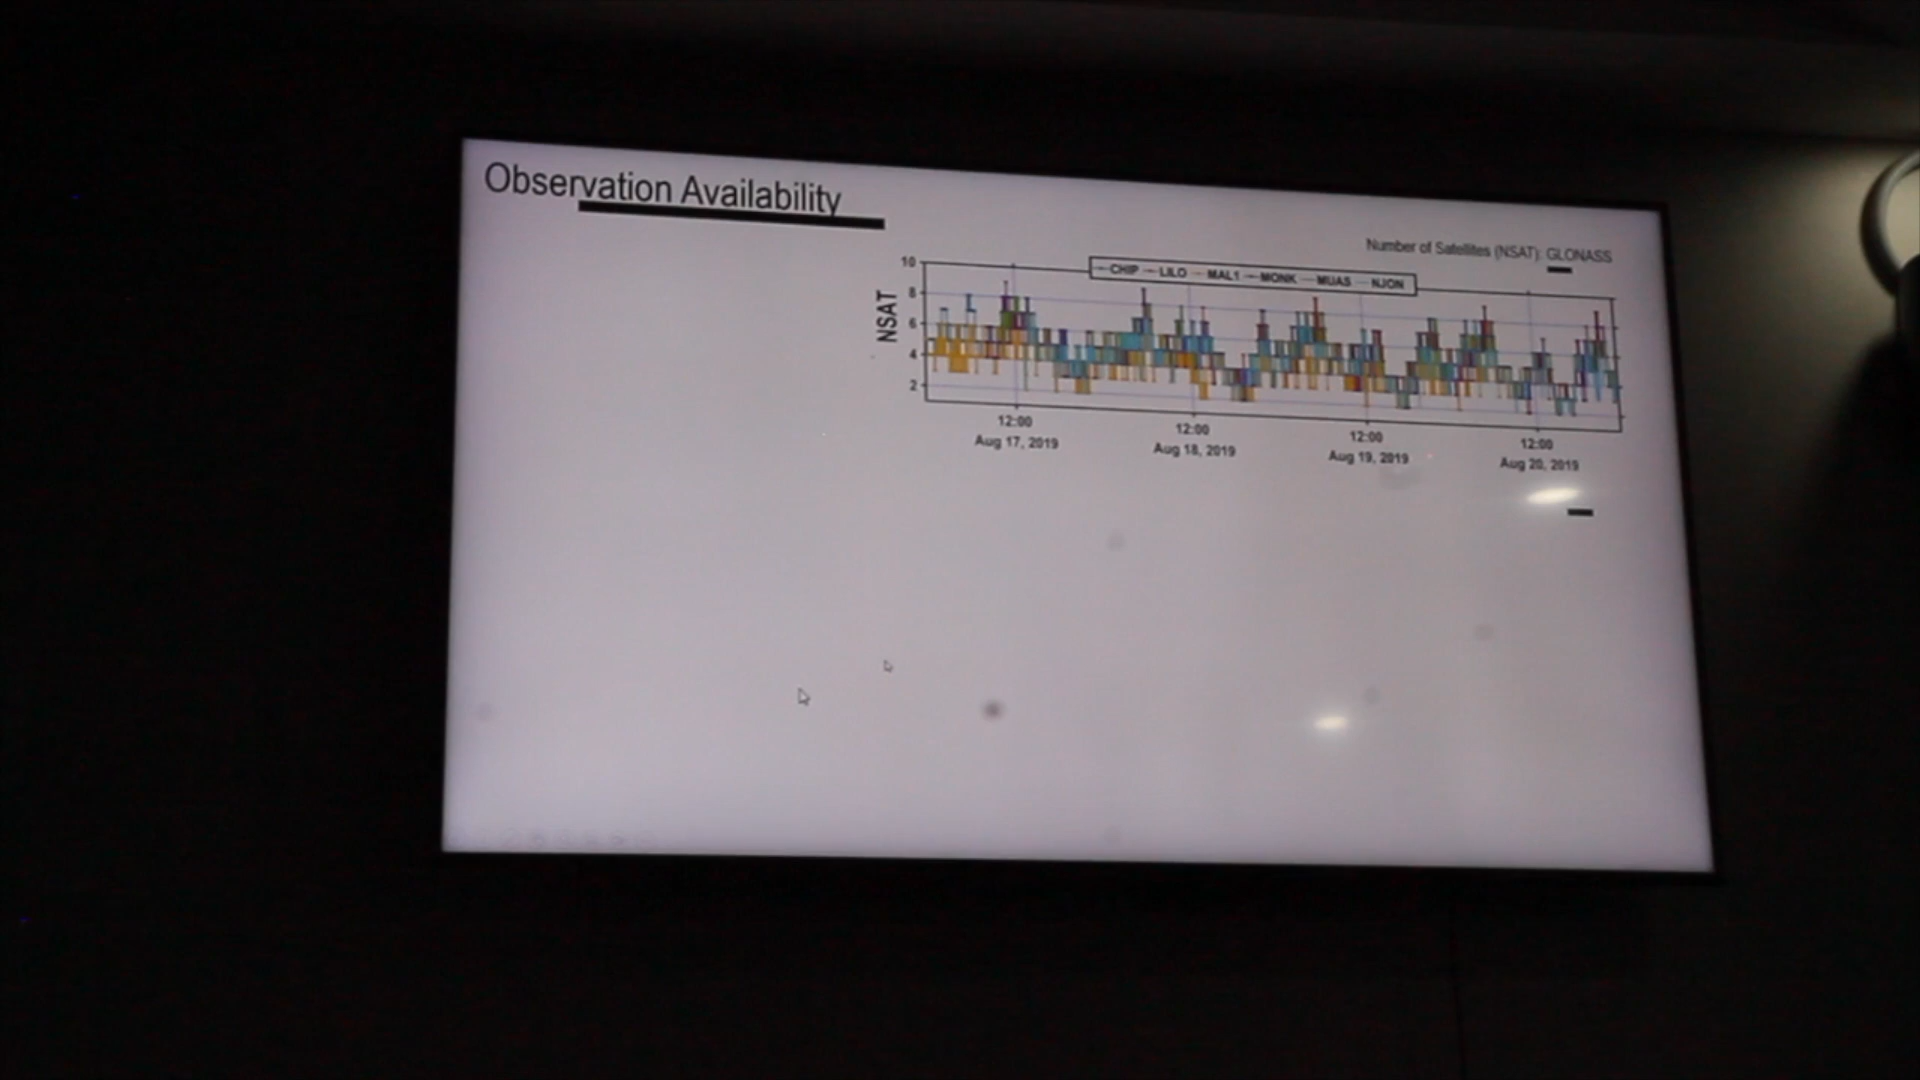 Observation Availability
Number of Satellites (NSAT): GLONASS
CHIP LILO MAL1 MONK MUAS NJON
NSAT
10
8
6
4
2
12:00 12:00 12:00 12:00
Aug 17, 2019 Aug 18, 2019 Aug 19, 2019 Aug 20, 2019